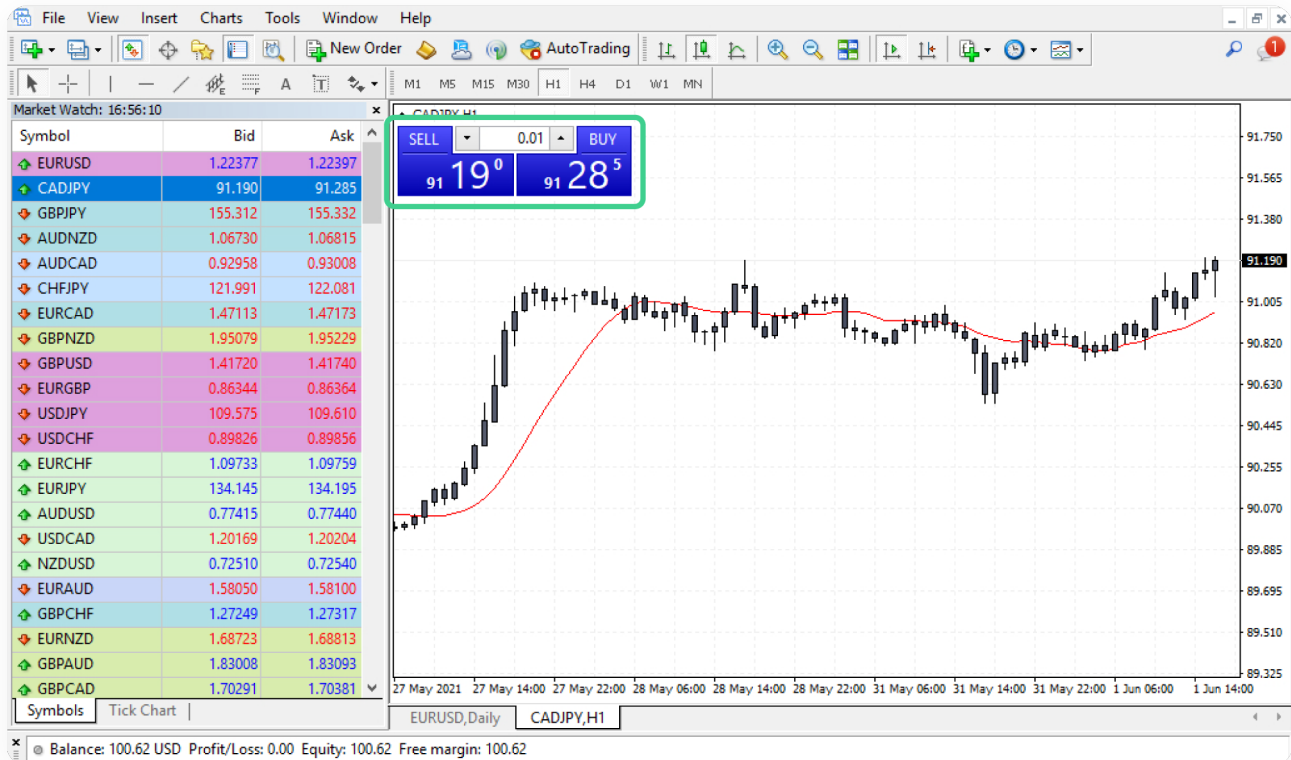 File View Insert Charts Tools Window Help
New Order AutoTrading 1
E F A T M1 M5 M15 M30 H1 H4 D1 W1 MN
Market Watch: 16:56:10
Symbol Bid Ask
EURUSD 1.22377 1.22397
CADJPY 91.190 91.285
GBPJPY 155.312 155.332
AUDNZD 1.06730 1.06815
AUDCAD 0.92958 0.93008
CHFJPY 121.991 122.081
EURCAD 1.47113 1.47173
GBPNZD 1.95079 1.95229
GBPUSD 1.41720 1.41740
EURGBP 0.86344 0.86364
USDJPY 109.575 109.610
USDCHF 0.89826 0.89856
EURCHF 1.09733 1.09759
EURJPY 134.145 134.195
AUDUSD 0.77415 0.77440
USDCAD 1.20169 1.20204
NZDUSD 0.72510 0.72540
EURAUD 1.58050 1.58100
GBPCHF 1.27249 1.27317
EURNZD 1.68723 1.68813
GBPAUD 1.83008 1.83093
GBPCAD 1.70291 1.70381
Symbols Tick Chart
CADJPY,H1
SELL 0.01 BUY
91 19 0 91 28 5
91.750
91.565
91.380
91.190
91.005
90.820
90.630
90.445
90.255
90.070
89.885
89.695
89.510
89.325
27 May 2021 27 May 14:00 27 May 22:00 28 May 06:00 28 May 14:00 28 May 22:00 31 May 06:00 31 May 14:00 31 May 22:00 1 Jun 06:00 1 Jun 14:00
EURUSD,Daily CADJPY,H1
Balance: 100.62 USD Profit/Loss: 0.00 Equity: 100.62 Free margin: 100.62